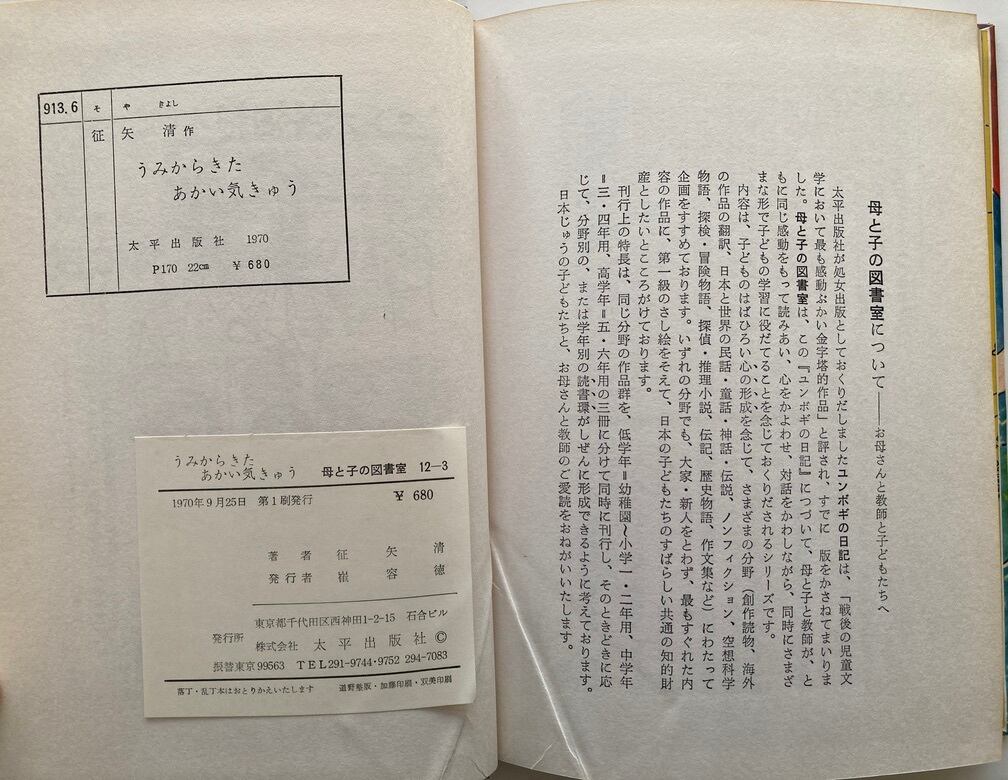 913.6 そ や きよし
征 矢 清 作
うみからきた
あかい気きゅう
太 平 出 版 社 1970
P170 22㎝ ¥ 680
うみからきた
あかい気きゅう 母と子の図書室 12－3
¥ 680
1970年9月25日 第1刷発行
著 者 征 矢 清
発行者 崔 容 徳
東京都千代田区西神田1-2-15 石合ビル
発行所 株式会社 太 平 出 版 社 ©
振替東京99563 TEL291-9744・9752 294-7083
落丁・乱丁本はおとりかえいたします 道野整版・加藤印刷・双美印刷
母と子の図書室について――お母さんと教師と子どもたちへ
太平出版社が処女出版としておくりだしましたユンボギの日記は、「戦後の児童文
学において最も感動ぶかい金字塔的作品」と評され、すでに 版をかさねてまいりま
した。母と子の図書室は、この『ユンボギの日記』につづいて、母と子と教師が、と
もに同じ感動をもって読みあい、心をかよわせ、対話をかわしながら、同時にさまざ
まな形で子どもの学習に役だてることを念じておくりだされるシリーズです。
内容は、子どものはばひろい心の形成を念じて、さまざまの分野（創作読物、海外
の作品の翻訳、日本と世界の民話・童話・神話・伝説、ノンフィクション、空想科学
物語、探検・冒険物語、探偵・推理小説、伝記、歴史物語、作文集など）にわたって
企画をすすめております。いずれの分野でも、大家・新人をとわず、最もすぐれた内
容の作品に、第一級のさし絵をそえて、日本の子どもたちのすばらしい共通の知的財
産としたいとこころがけております。
刊行上の特長は、同じ分野の作品群を、低学年＝幼稚園〜小学一・二年用、中学年
＝三・四年用、高学年＝五・六年用の三冊に分けて同時に刊行し、そのときどきに応
じて、分野別の、または学年別の読書環がしぜんに形成できるように考えております。
日本じゅうの子どもたちと、お母さんと教師のご愛読をおねがいいたします。